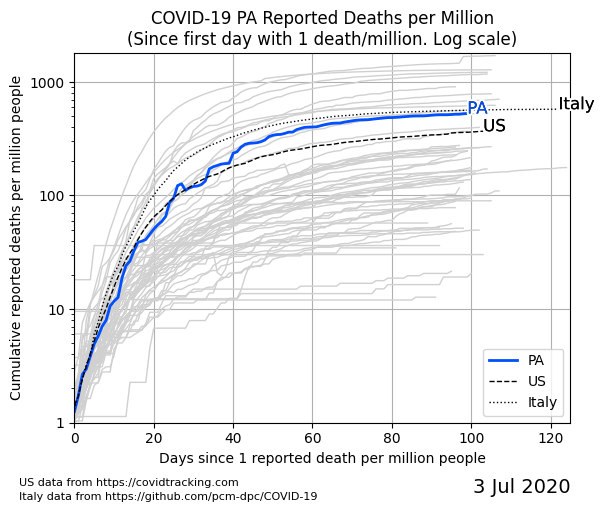 COVID-19 PA Reported Deaths per Million
(Since first day with 1 death/million. Log scale)
Cumulative reported deaths per million people
1000
100
10
1
0 20 40 60 80 100 120
Days since 1 reported death per million people
PA
US
Italy
PA
US
Italy
US data from https://covidtracking.com
Italy data from https://github.com/pcm-dpc/COVID-19
3 Jul 2020